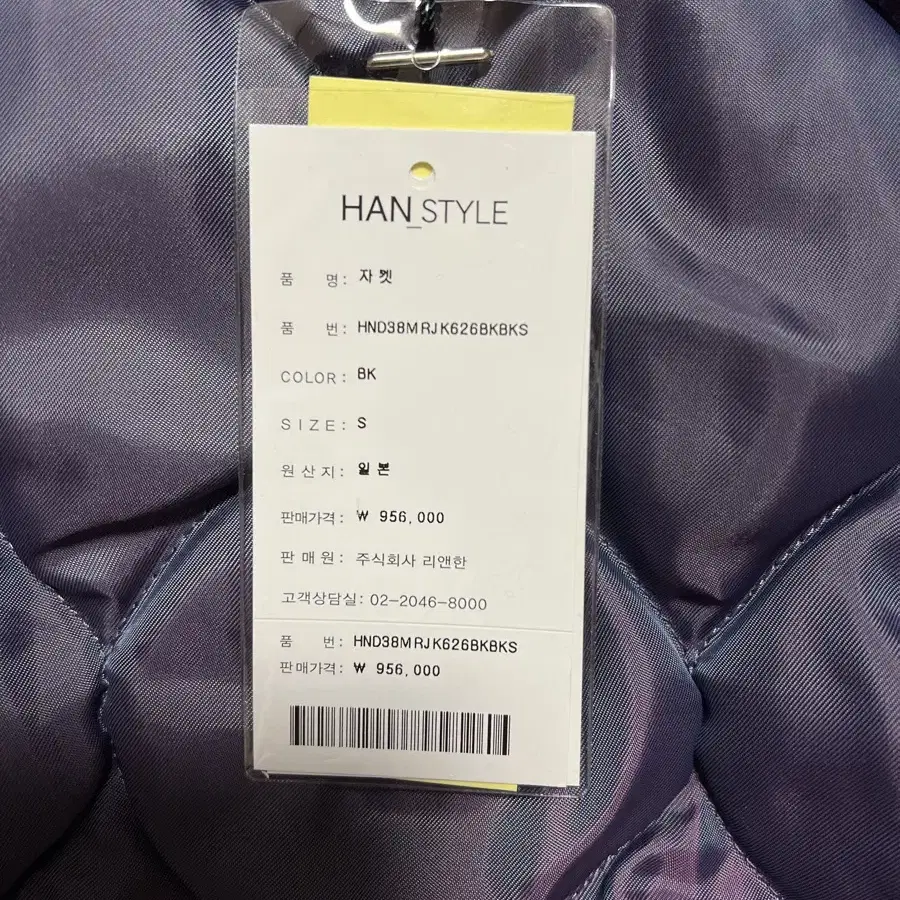 HAN_STYLE
품 명: 자켓
품 번: HND38MRJK626BKBKS
COLOR: BK
SIZE: S
원산지: 일본
판매가격: ₩ 956,000
판매원: 주식회사 리앤한
고객상담실: 02-2046-8000
품 번: HND38MRJK626BKBKS
판매가격: ₩ 956,000